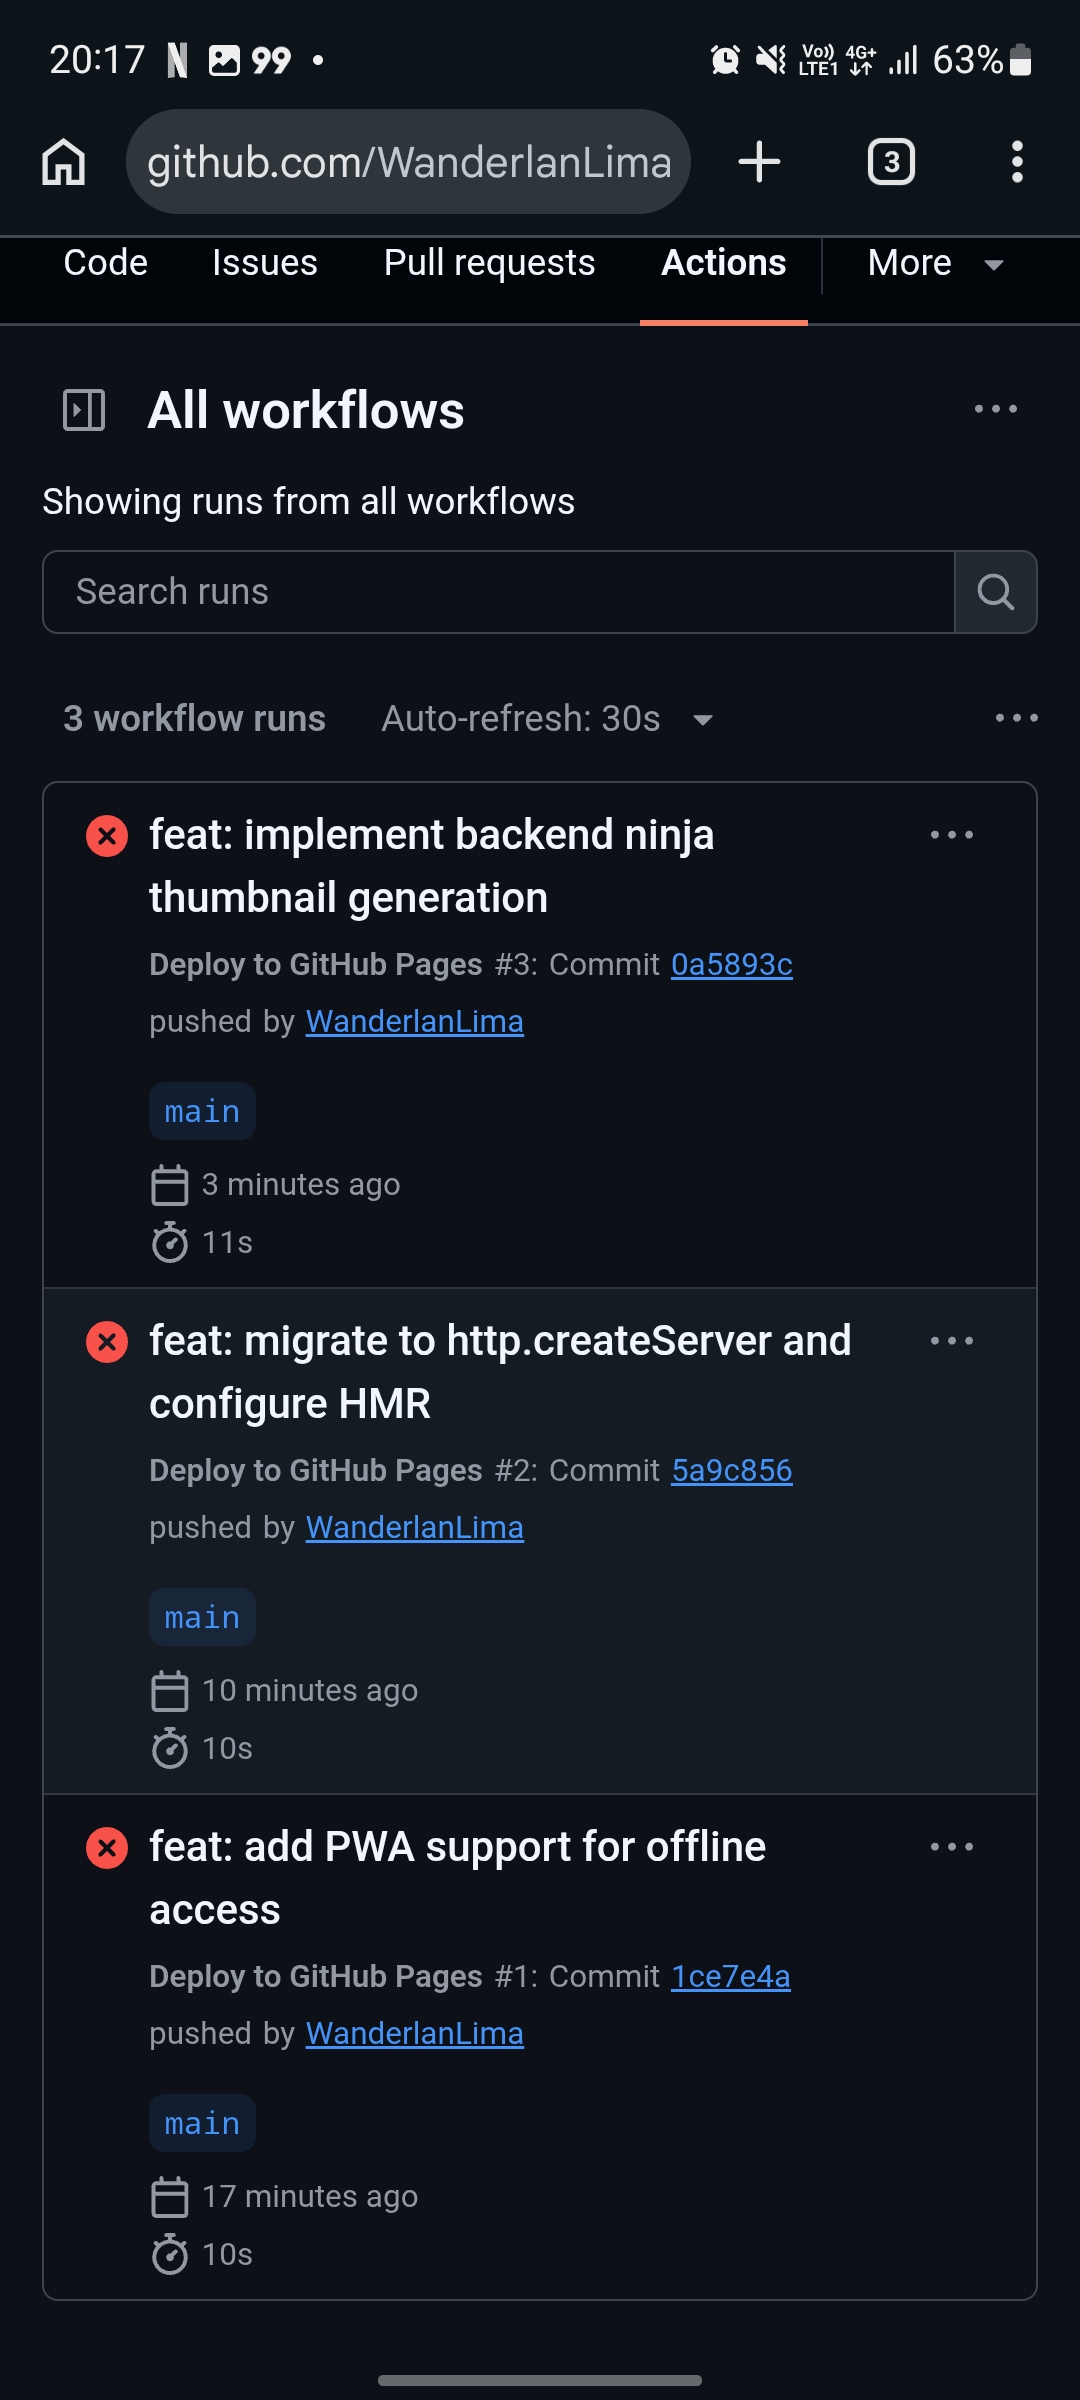 20:17
Vo)) LTE1 4G+ 63%
github.com/WanderlanLima
3
Code Issues Pull requests Actions More
All workflows
Showing runs from all workflows
Search runs
3 workflow runs Auto-refresh: 30s
feat: implement backend ninja
thumbnail generation
Deploy to GitHub Pages #3: Commit 0a5893c
pushed by WanderlanLima
main
3 minutes ago
11s
feat: migrate to http.createServer and
configure HMR
Deploy to GitHub Pages #2: Commit 5a9c856
pushed by WanderlanLima
main
10 minutes ago
10s
feat: add PWA support for offline
access
Deploy to GitHub Pages #1: Commit 1ce7e4a
pushed by WanderlanLima
main
17 minutes ago
10s